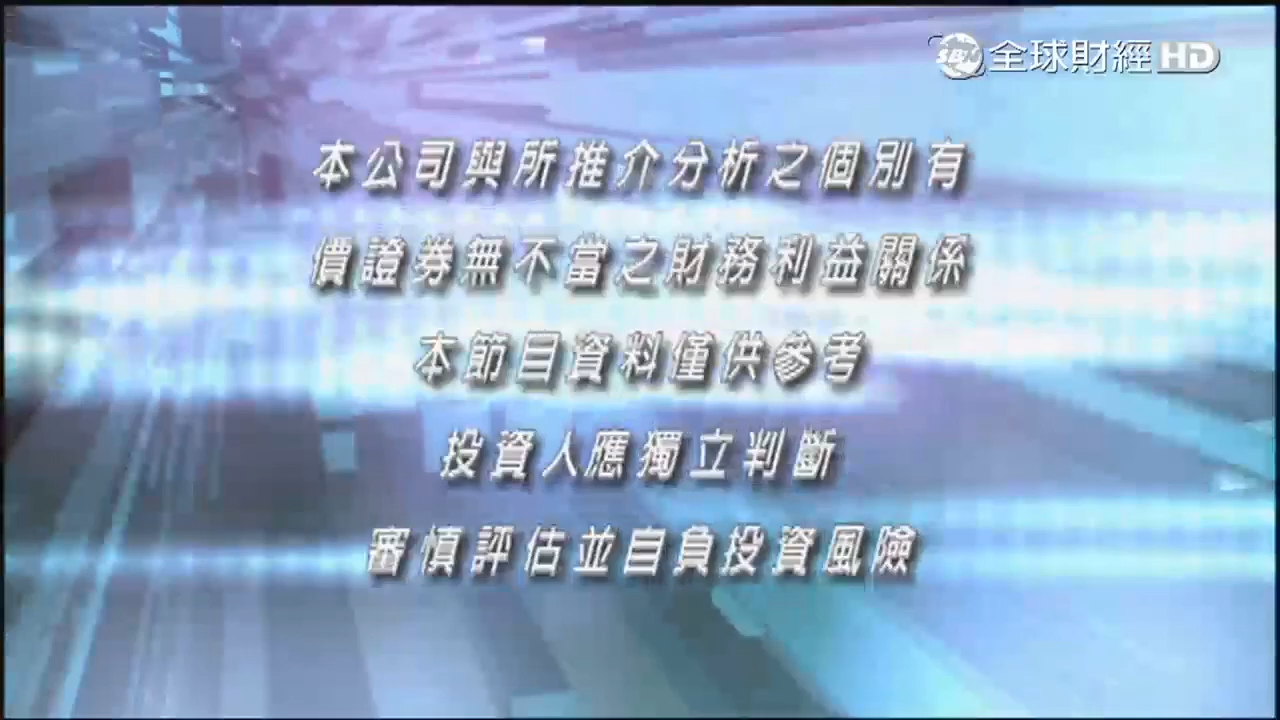 全球財經HD
本公司與所推介分析之個別有
價證券無不當之財務利益關係
本節目資料僅供參考
投資人應獨立判斷
審慎評估並自負投資風險